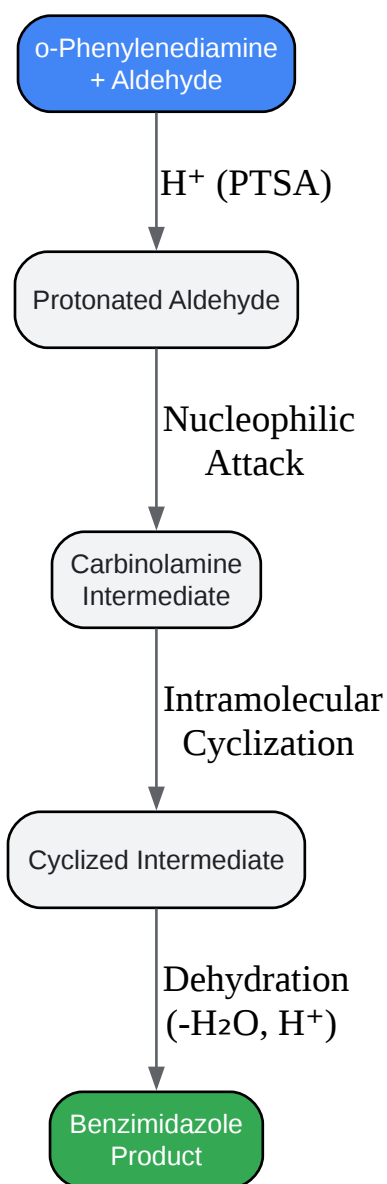 o-Phenylenediamine
+ Aldehyde
H⁺ (PTSA)
Protonated Aldehyde
Nucleophilic
Attack
Carbinolamine
Intermediate
Intramolecular
Cyclization
Cyclized Intermediate
Dehydration
(-H₂O, H⁺)
Benzimidazole
Product